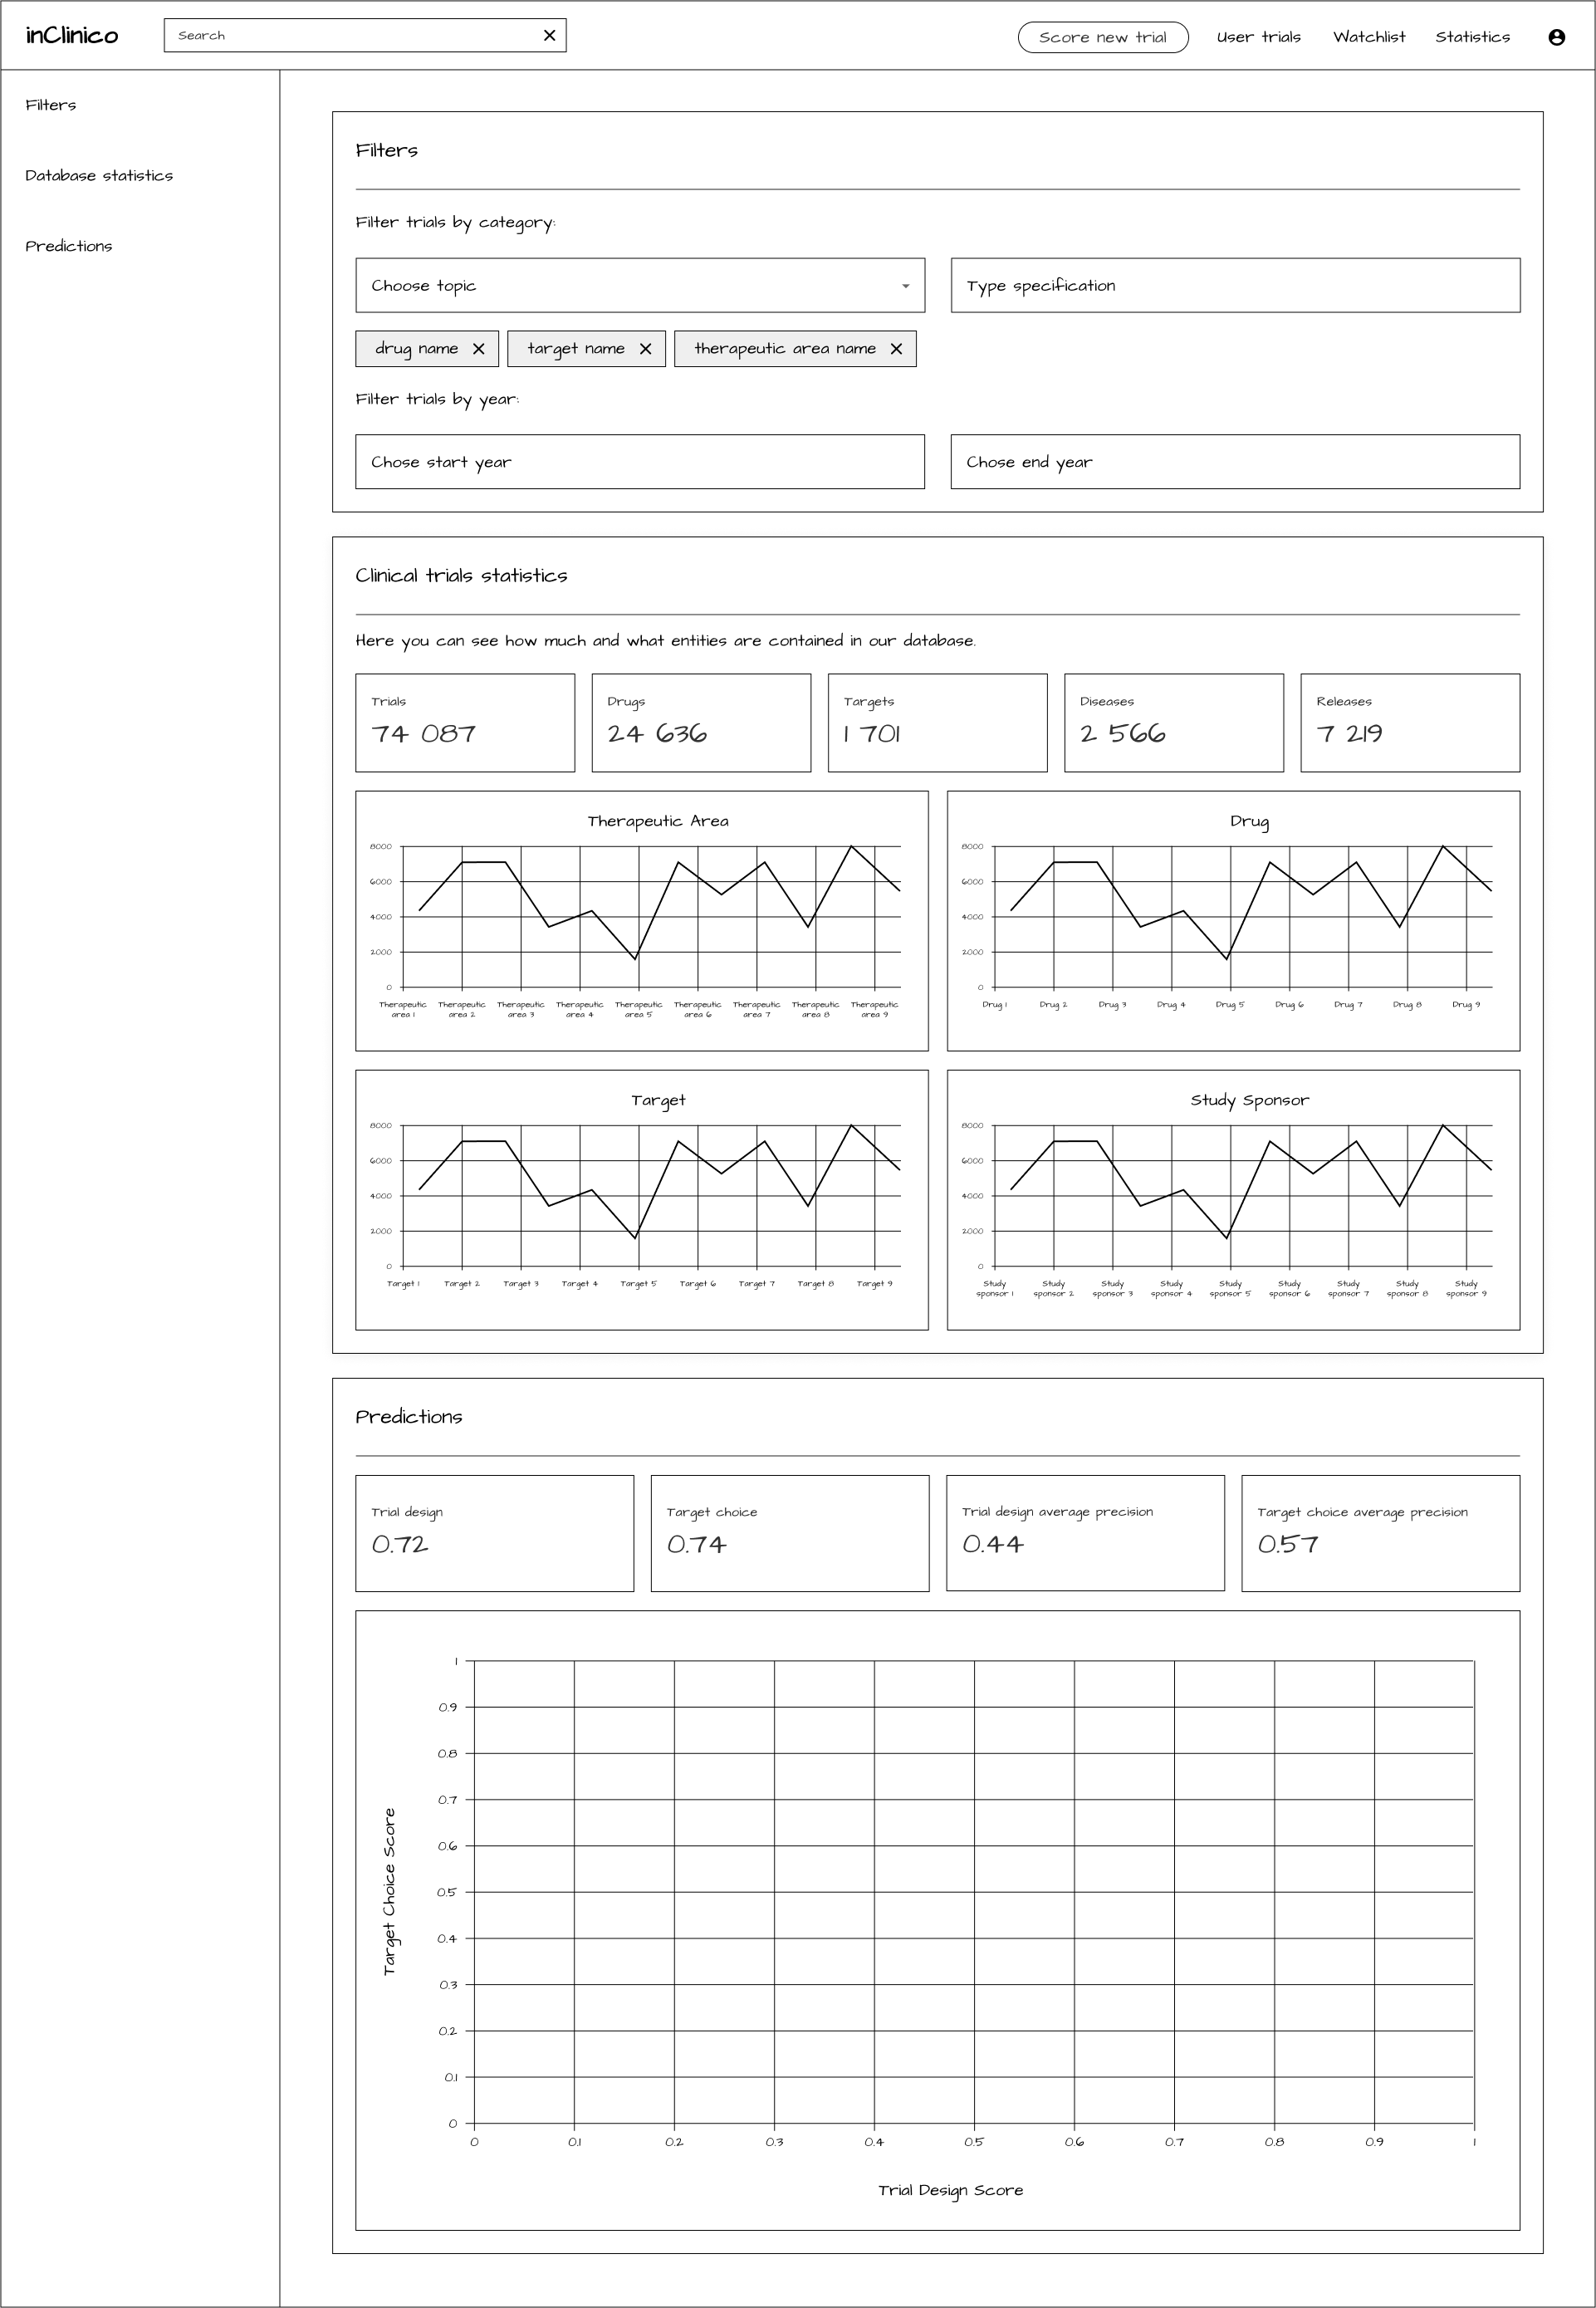 inClinico
Search
Score new trial
User trials
Watchlist
Statistics
Filters
Database statistics
Predictions
Filters
Filter trials by category:
Choose topic
Type specification
drug name
target name
therapeutic area name
Filter trials by year:
Chose start year
Chose end year
Clinical trials statistics
Here you can see how much and what entities are contained in our database.
Trials
74 087
Drugs
24 636
Targets
1 701
Diseases
2 566
Releases
7 219
Therapeutic Area
8000
6000
4000
2000
0
Therapeutic
area 1
Therapeutic
area 2
Therapeutic
area 3
Therapeutic
area 4
Therapeutic
area 5
Therapeutic
area 6
Therapeutic
area 7
Therapeutic
area 8
Therapeutic
area 9
Drug
8000
6000
4000
2000
0
Drug 1
Drug 2
Drug 3
Drug 4
Drug 5
Drug 6
Drug 7
Drug 8
Drug 9
Target
8000
6000
4000
2000
0
Target 1
Target 2
Target 3
Target 4
Target 5
Target 6
Target 7
Target 8
Target 9
Study Sponsor
8000
6000
4000
2000
0
Study
sponsor 1
Study
sponsor 2
Study
sponsor 3
Study
sponsor 4
Study
sponsor 5
Study
sponsor 6
Study
sponsor 7
Study
sponsor 8
Study
sponsor 9
Predictions
Trial design
0.72
Target choice
0.74
Trial design average precision
0.44
Target choice average precision
0.57
Target Choice Score
1
0.9
0.8
0.7
0.6
0.5
0.4
0.3
0.2
0.1
0
0
0.1
0.2
0.3
0.4
0.5
0.6
0.7
0.8
0.9
1
Trial Design Score